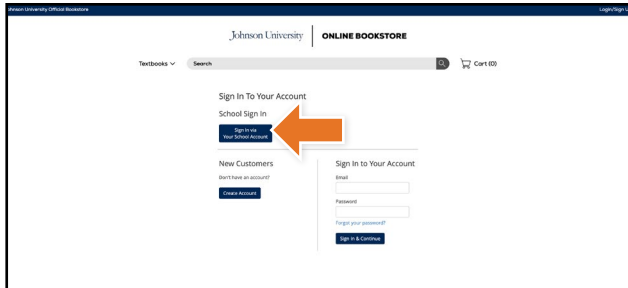 Johnson University Official Bookstore
Login/Sign U
Johnson University ONLINE BOOKSTORE
Textbooks
Search
Cart (0)
Sign In To Your Account
School Sign In
Sign In via
Your School Account
New Customers
Don't have an account?
Create Account
Sign In to Your Account
Email
Password
Forgot your password?
Sign In & Continue